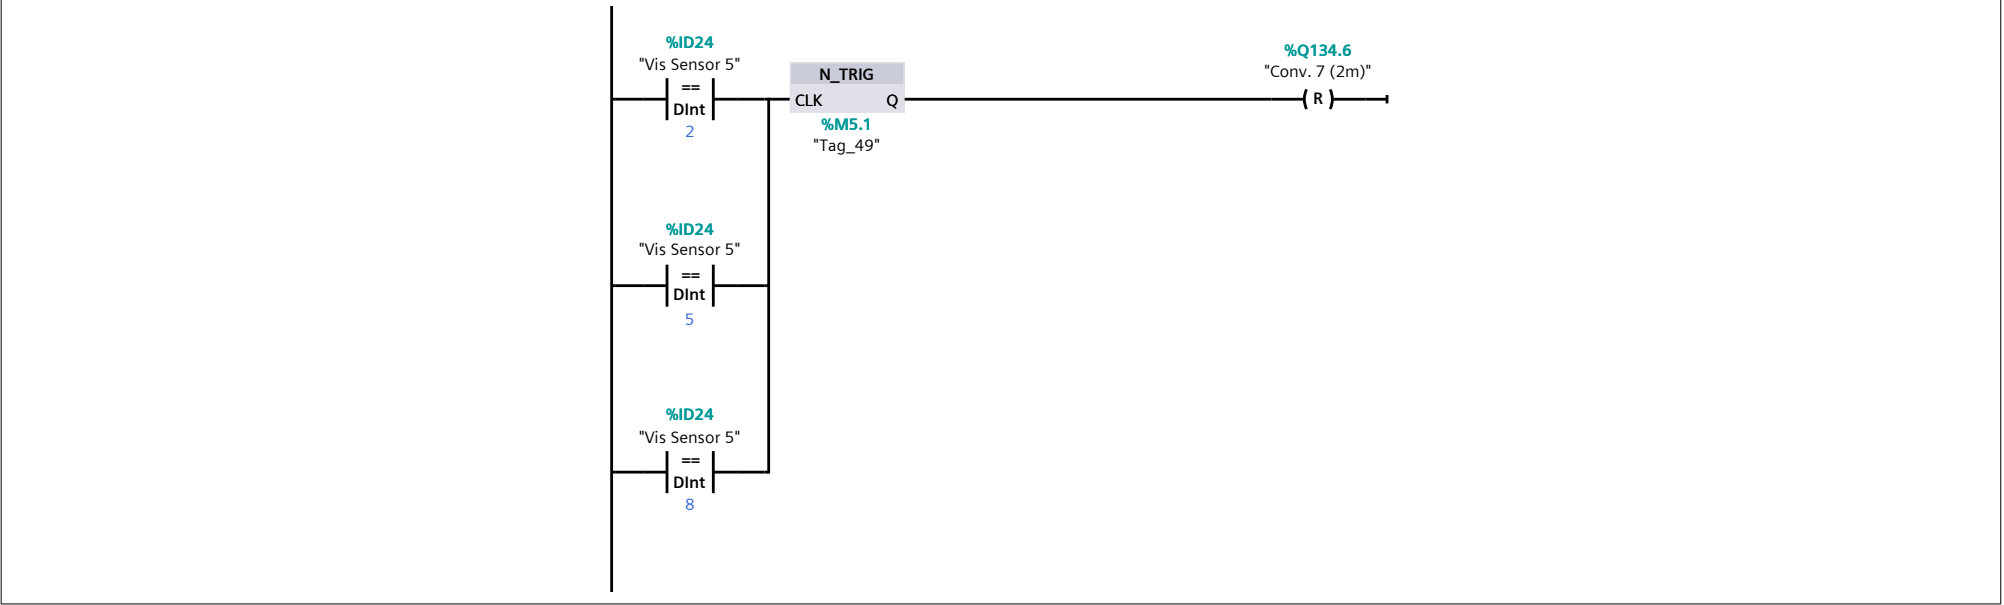 %ID24
"Vis Sensor 5"
==
DInt
2
N_TRIG
CLK Q
%M5.1
"Tag_49"
%Q134.6
"Conv. 7 (2m)"
R
%ID24
"Vis Sensor 5"
==
DInt
5
%ID24
"Vis Sensor 5"
==
DInt
8